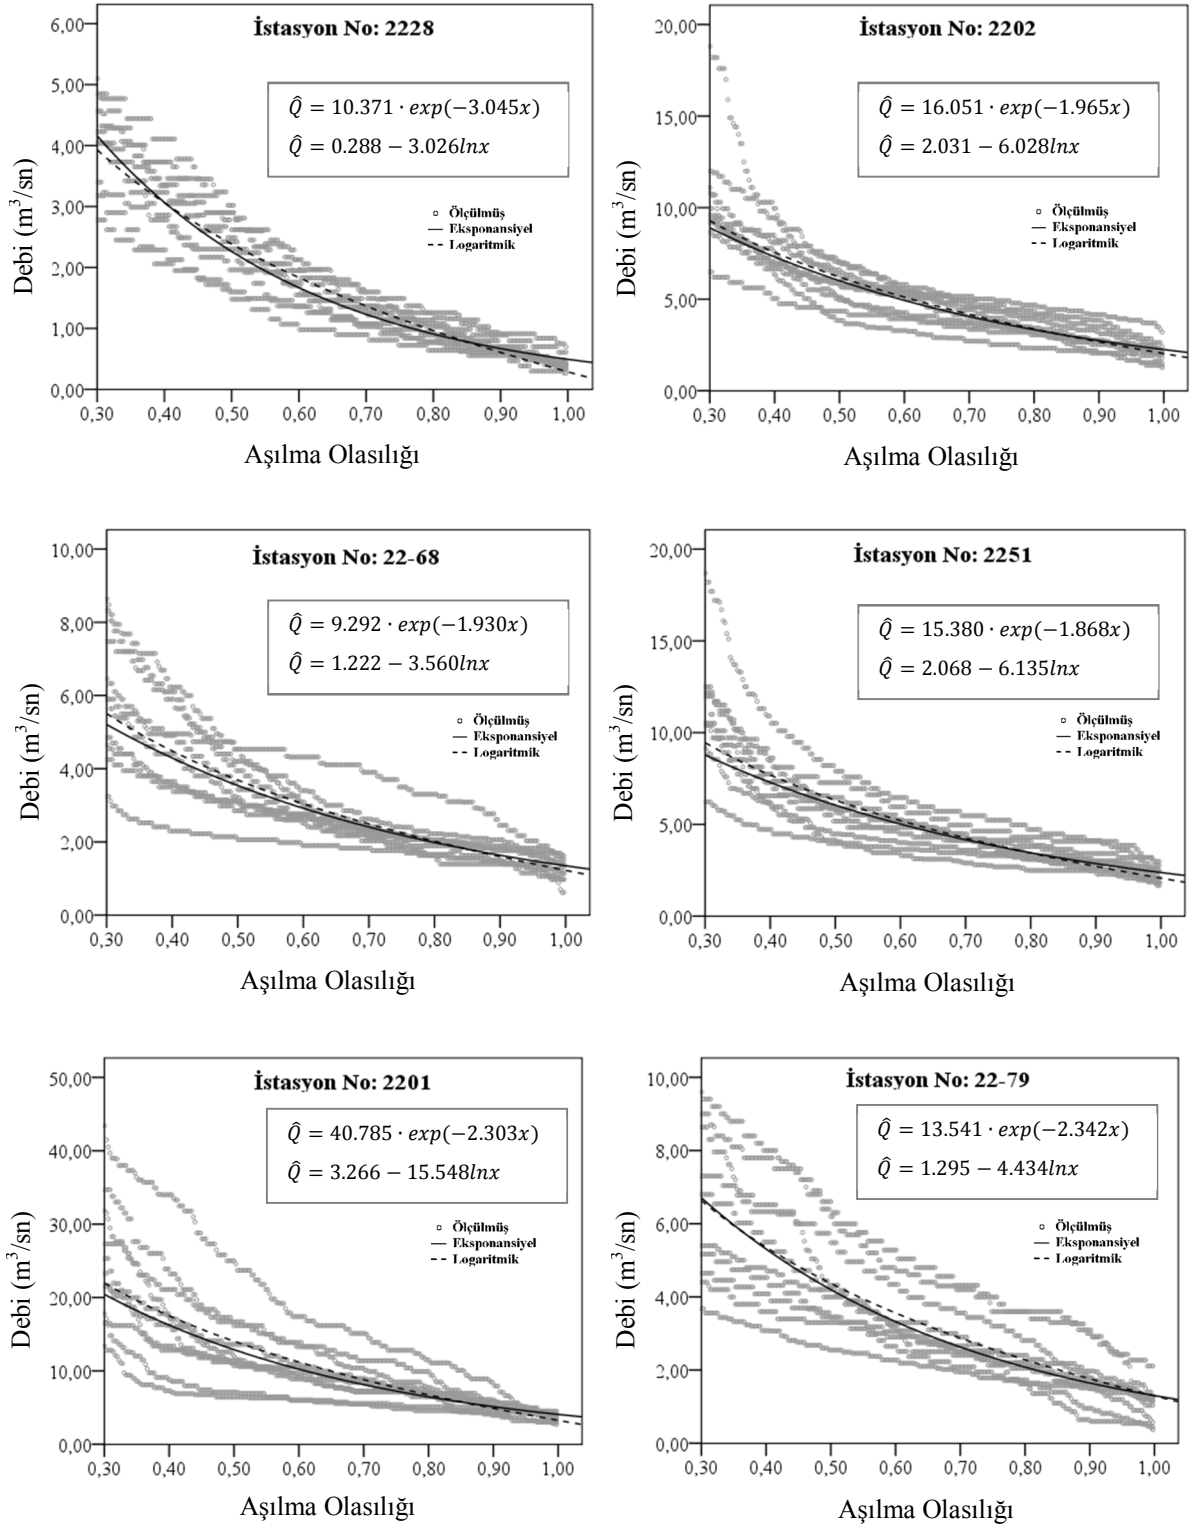 İstasyon No: 2228
Q̂ = 10.371 · exp(−3.045x)
Q̂ = 0.288 − 3.026lnx
Ölçülmüş
Eksponansiyel
Logaritmik
Debi (m³/sn)
6,00
5,00
4,00
3,00
2,00
1,00
0,00
0,30 0,40 0,50 0,60 0,70 0,80 0,90 1,00
Aşılma Olasılığı
İstasyon No: 2202
Q̂ = 16.051 · exp(−1.965x)
Q̂ = 2.031 − 6.028lnx
Ölçülmüş
Eksponansiyel
Logaritmik
Debi (m³/sn)
20,00
15,00
10,00
5,00
0,00
0,30 0,40 0,50 0,60 0,70 0,80 0,90 1,00
Aşılma Olasılığı
İstasyon No: 22-68
Q̂ = 9.292 · exp(−1.930x)
Q̂ = 1.222 − 3.560lnx
Ölçülmüş
Eksponansiyel
Logaritmik
Debi (m³/sn)
10,00
8,00
6,00
4,00
2,00
0,00
0,30 0,40 0,50 0,60 0,70 0,80 0,90 1,00
Aşılma Olasılığı
İstasyon No: 2251
Q̂ = 15.380 · exp(−1.868x)
Q̂ = 2.068 − 6.135lnx
Ölçülmüş
Eksponansiyel
Logaritmik
Debi (m³/sn)
20,00
15,00
10,00
5,00
0,00
0,30 0,40 0,50 0,60 0,70 0,80 0,90 1,00
Aşılma Olasılığı
İstasyon No: 2201
Q̂ = 40.785 · exp(−2.303x)
Q̂ = 3.266 − 15.548lnx
Ölçülmüş
Eksponansiyel
Logaritmik
Debi (m³/sn)
50,00
40,00
30,00
20,00
10,00
0,00
0,30 0,40 0,50 0,60 0,70 0,80 0,90 1,00
Aşılma Olasılığı
İstasyon No: 22-79
Q̂ = 13.541 · exp(−2.342x)
Q̂ = 1.295 − 4.434lnx
Ölçülmüş
Eksponansiyel
Logaritmik
Debi (m³/sn)
10,00
8,00
6,00
4,00
2,00
0,00
0,30 0,40 0,50 0,60 0,70 0,80 0,90 1,00
Aşılma Olasılığı